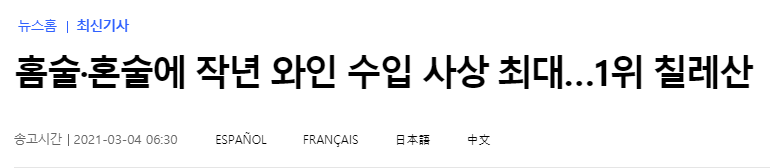 뉴스홈 | 최신기사
홈술·혼술에 작년 와인 수입 사상 최대…1위 칠레산
송고시간 | 2021-03-04 06:30 ESPAÑOL FRANÇAIS 日本語 中文